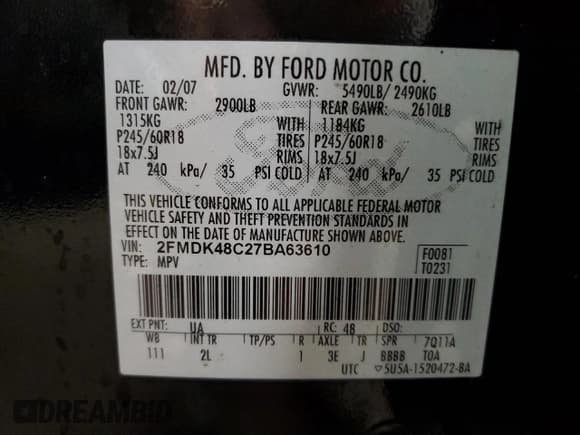 MFD. BY FORD MOTOR CO.
DATE: 02/07 GVWR: 5490LB/ 2490KG
FRONT GAWR: 2900LB REAR GAWR: 2610LB
1315KG WITH 1184KG WITH
P245/60R18 TIRES P245/60R18 TIRES
18x7.5J RIMS 18x7.5J RIMS
AT 240 kPa/ 35 PSI COLD AT 240 kPa/ 35 PSI COLD
THIS VEHICLE CONFORMS TO ALL APPLICABLE FEDERAL MOTOR
VEHICLE SAFETY AND THEFT PREVENTION STANDARDS IN
EFFECT ON THE DATE OF MANUFACTURE SHOWN ABOVE.
VIN: 2FMDK48C27BA63610 F0081
TYPE: MPV T0231
EXT PNT: UA RC: 48 DSO:
WB INT TR TP/PS R AXLE TR SPR 7Q11A
111 2L 1 3E J BBBB T0A
UTC ▽5U5A-1520472-BA
Ford
DREAMBID